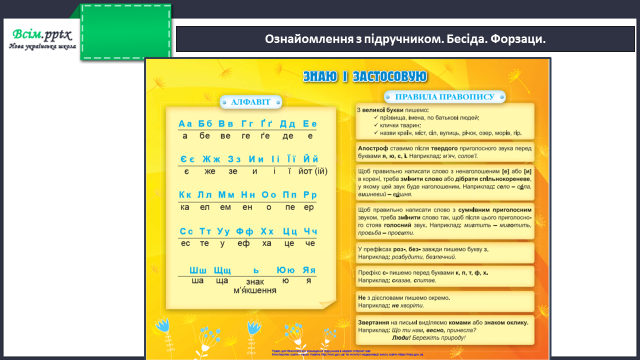 Всім.pptx
Нова українська школа
Ознайомлення з підручником. Бесіда. Форзаци.
ЗНАЮ І ЗАСТОСОВУЮ
АЛФАВІТ
Аа Бб Вв Гг Ґґ Дд Ее
а бе ве ге ґе де е
Єє Жж Зз Ии Іі Її Йй
є же зе и і ї йот (ій)
Кк Лл Мм Нн Оо Пп Рр
ка ел ем ен о пе ер
Сс Тт Уу Фф Хх Цц Чч
ес те у еф ха це че
Шш Щщ ь Юю Яя
ша ща знак ю я
м'якшення
ПРАВИЛА ПРАВОПИСУ
З великої букви пишемо:
✓ прізвища, імена, по батькові людей;
✓ клички тварин;
✓ назви країн, міст, сіл, вулиць, річок, озер, морів, гір.
Апостроф ставимо після твердого приголосного звука перед
буквами я, ю, є, ї. Наприклад: м'яч, солов'ї.
Щоб правильно написати слово з ненаголошеним [е] або [и]
в корені, треба змінити слово або дібрати спільнокореневе,
у якому цей звук буде наголошеним. Наприклад: село – села,
вишневий – вишня.
Щоб правильно написати слово з сумнівним приголосним
звуком, треба змінити слово так, щоб після цього приголосно-
го стояв голосний звук. Наприклад:
просьба – просити.
У префіксах роз-, без- завжди пишемо букву з.
Наприклад: розбудити, безпечний.
Префікс с- пишемо перед буквами к, п, т, ф, х.
Наприклад: сказав, спитав.
Не з дієсловами пишемо окремо.
Наприклад: не хворіти.
Звертання на письмі виділяємо комами або знаком оклику.
Наприклад: Що ти нам, весно, принесла?
Люди! Бережіть природу!